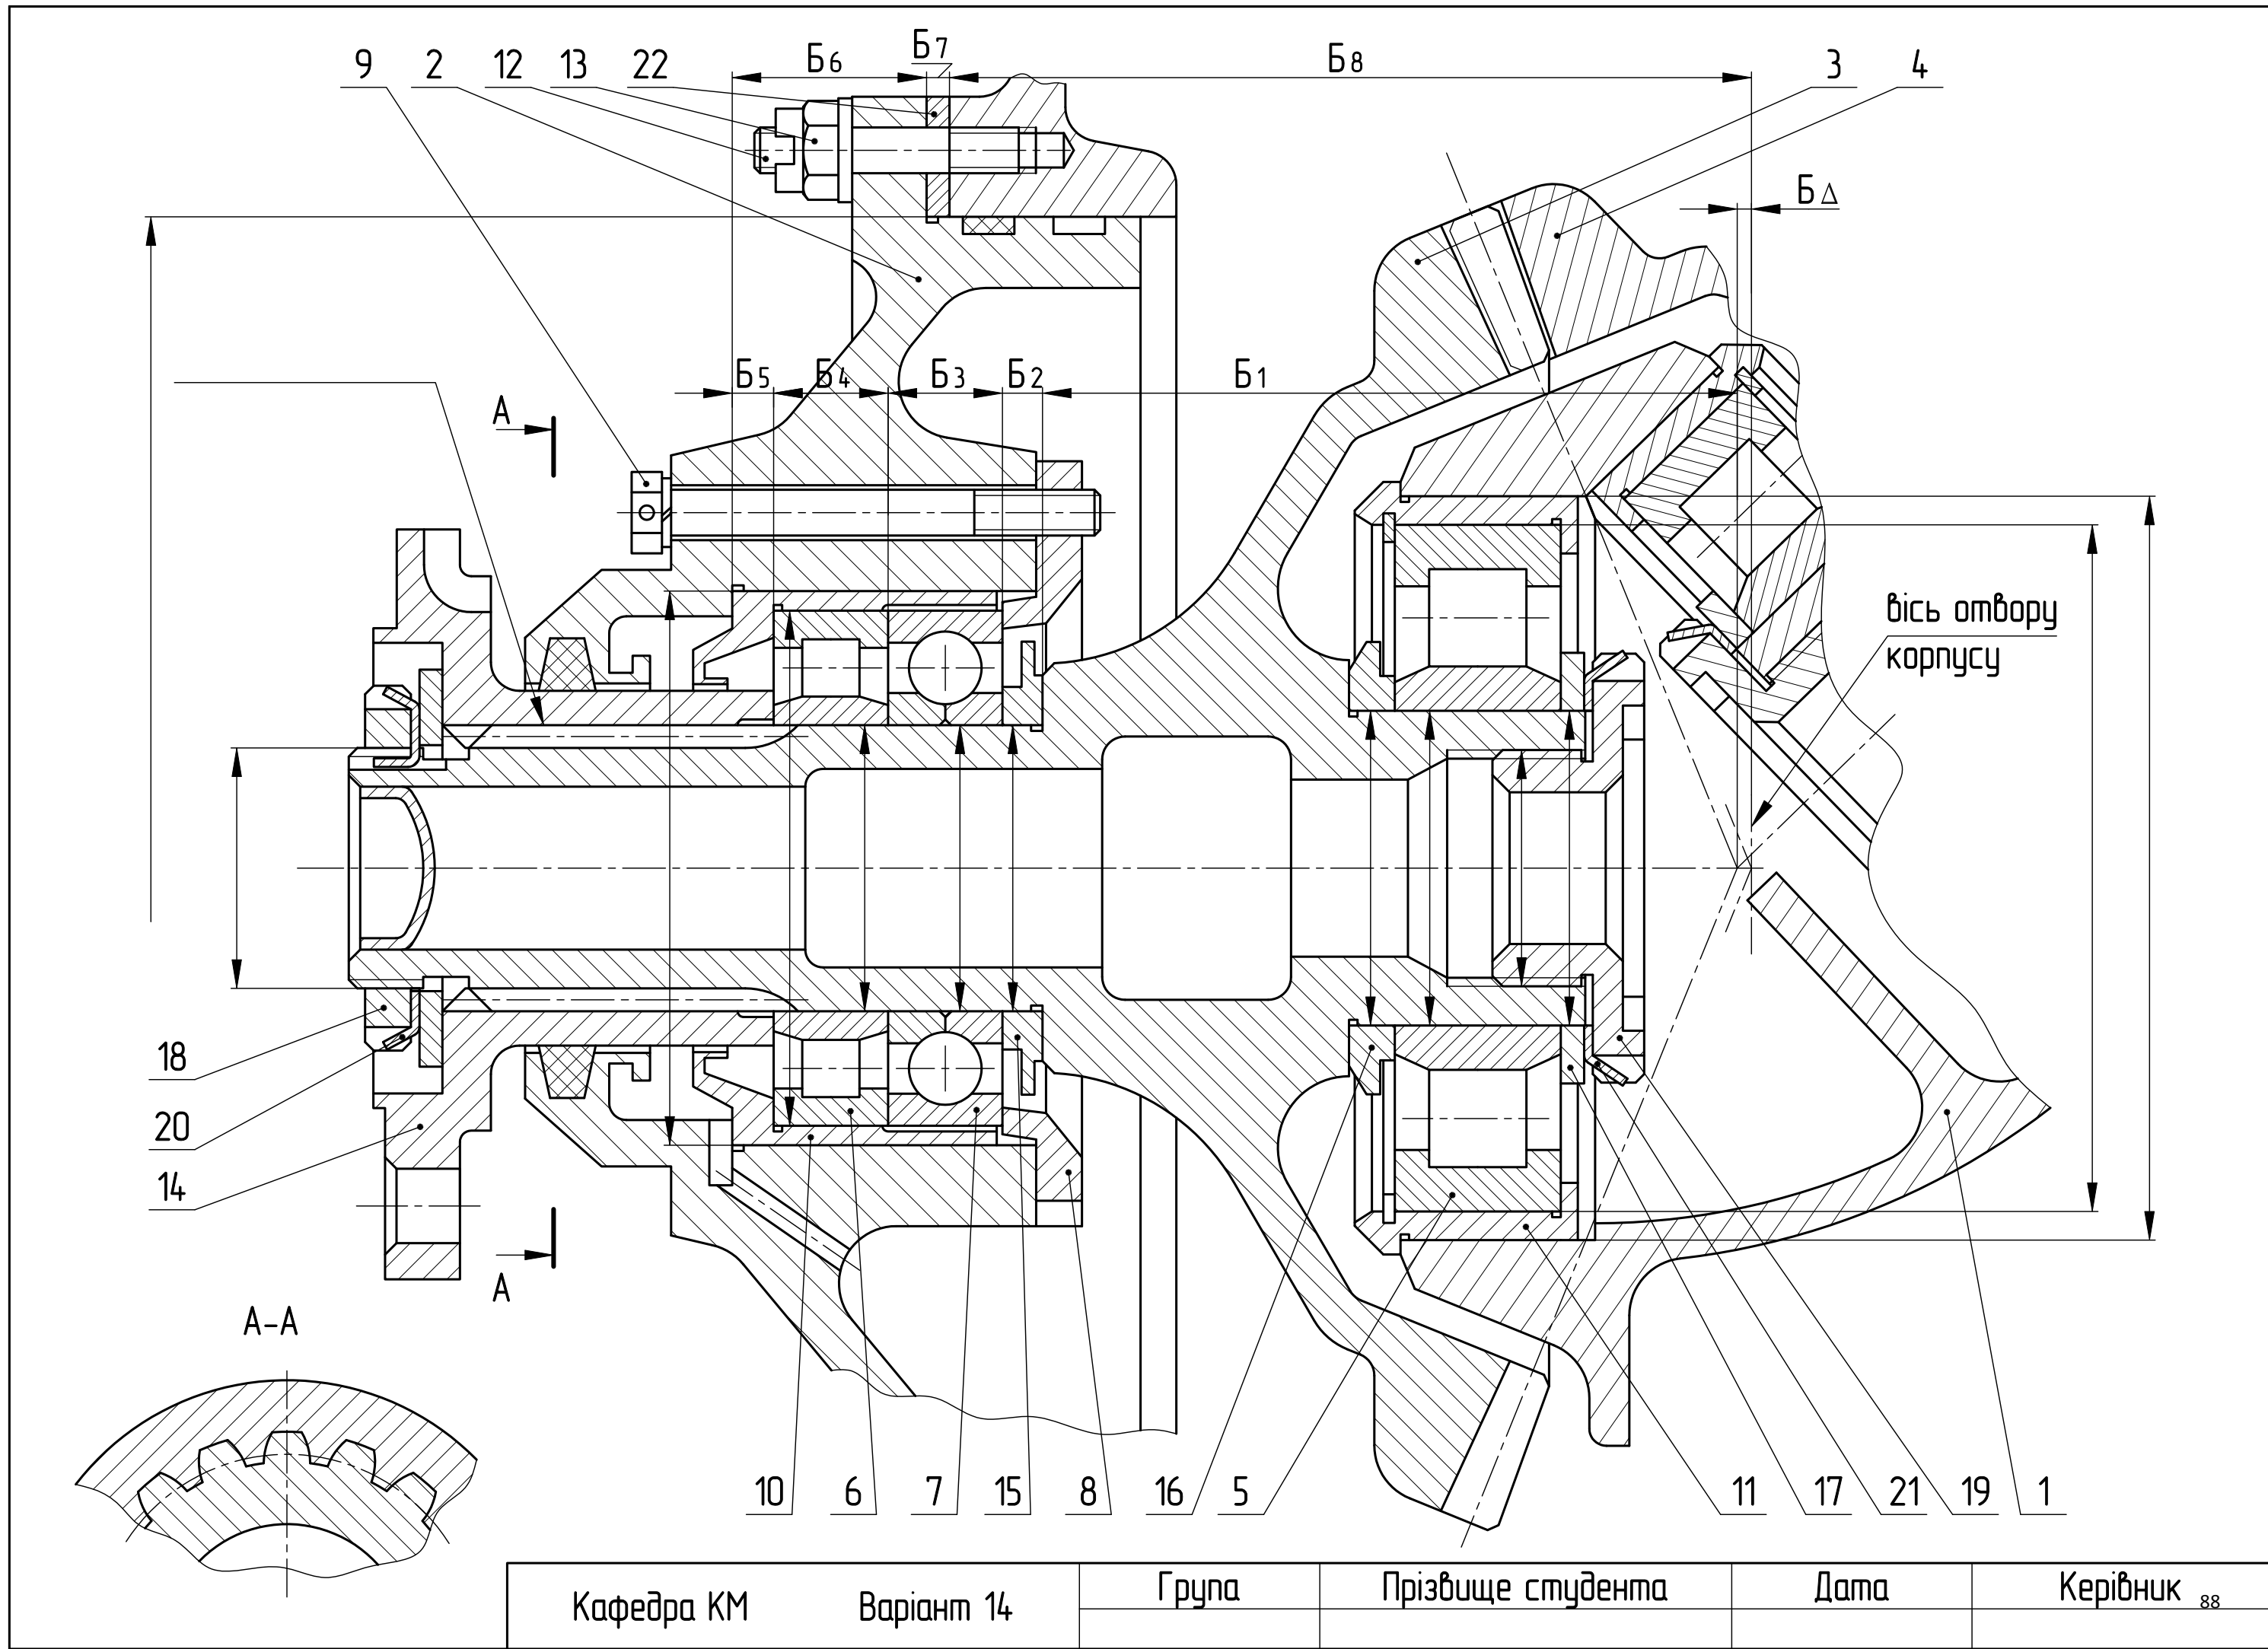 9 2 12 13 22 Б6 Б7 Б8 3 4
БΔ
Б5 Б4 Б3 Б2 Б1
А
вісь отвору
корпусу
18
20
14
А
А-А
10 6 7 15 8 16 5 11 17 21 19 1
Кафедра КМ Варіант 14 Група Прізвище студента Дата Керівник 88